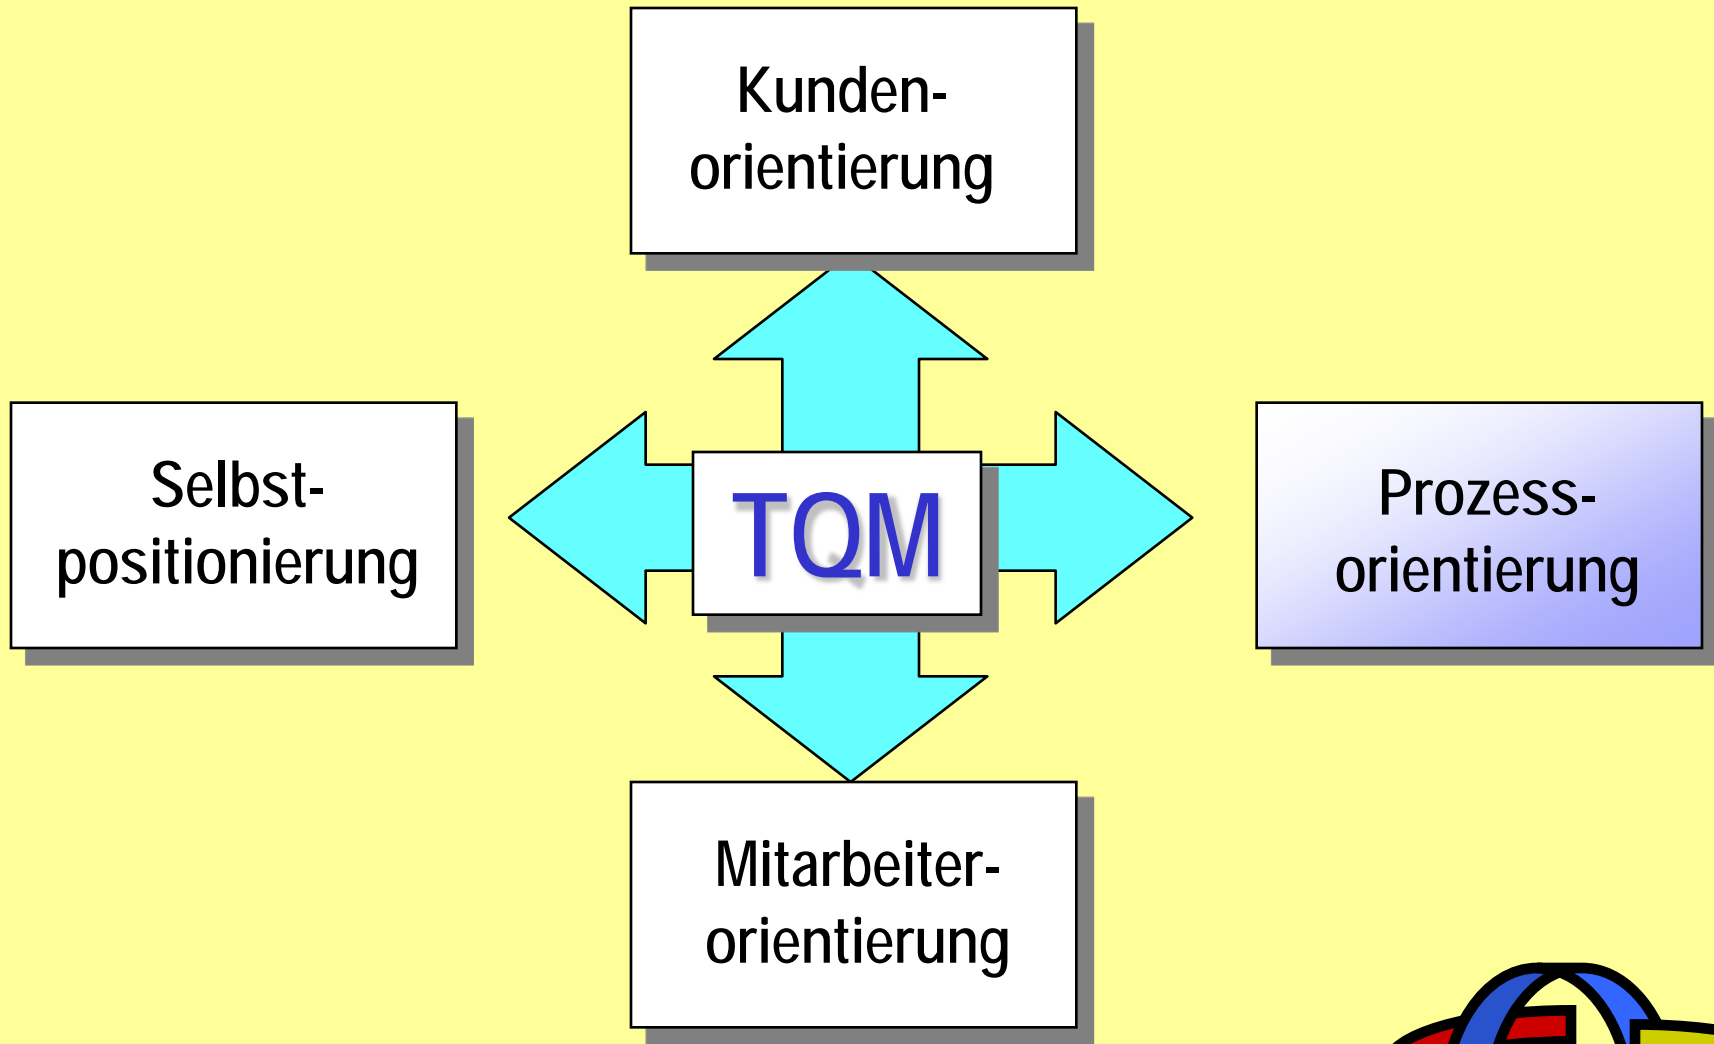 Kunden-
orientierung
Selbst-
positionierung
TQM
Prozess-
orientierung
Mitarbeiter-
orientierung